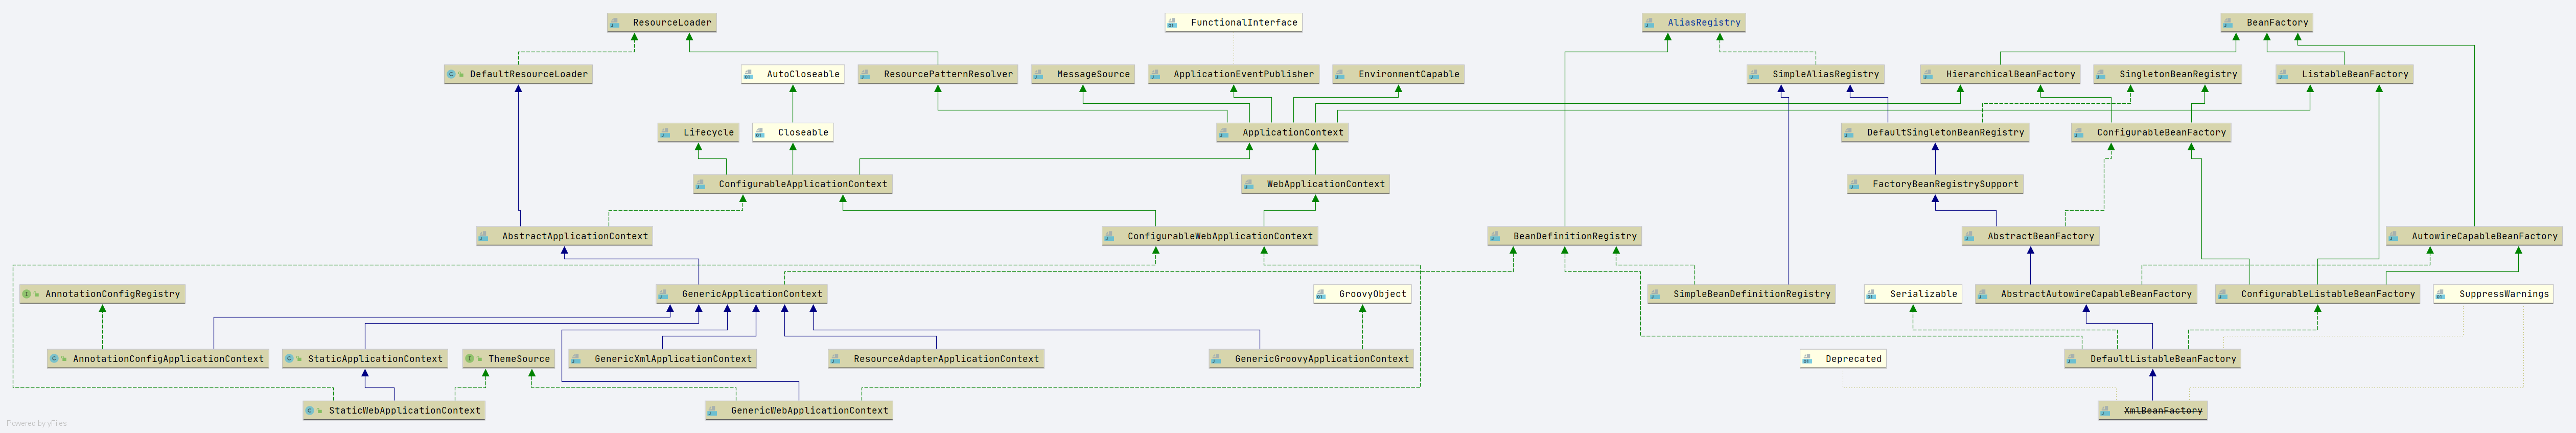 ResourceLoader
FunctionalInterface
AliasRegistry
BeanFactory
DefaultResourceLoader
AutoCloseable
ResourcePatternResolver
MessageSource
ApplicationEventPublisher
EnvironmentCapable
SimpleAliasRegistry
HierarchicalBeanFactory
SingletonBeanRegistry
ListableBeanFactory
Lifecycle
Closeable
ApplicationContext
DefaultSingletonBeanRegistry
ConfigurableBeanFactory
ConfigurableApplicationContext
WebApplicationContext
FactoryBeanRegistrySupport
AbstractApplicationContext
ConfigurableWebApplicationContext
BeanDefinitionRegistry
AbstractBeanFactory
AutowireCapableBeanFactory
AnnotationConfigRegistry
GenericApplicationContext
GroovyObject
SimpleBeanDefinitionRegistry
Serializable
AbstractAutowireCapableBeanFactory
ConfigurableListableBeanFactory
SuppressWarnings
AnnotationConfigApplicationContext
StaticApplicationContext
ThemeSource
GenericXmlApplicationContext
ResourceAdapterApplicationContext
GenericGroovyApplicationContext
Deprecated
DefaultListableBeanFactory
StaticWebApplicationContext
GenericWebApplicationContext
XmlBeanFactory
Powered by yFiles